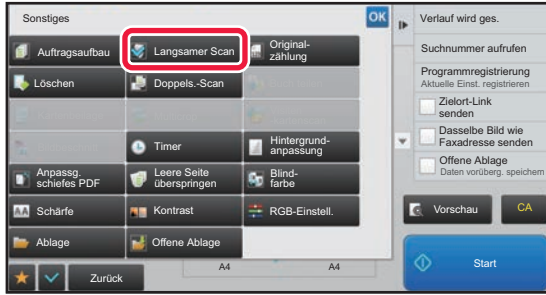 Sonstiges
OK
Auftragsaufbau
Langsamer Scan
Original-
zählung
Löschen
Doppels.-Scan
Timer
Hintergrund-
anpassung
Anpassg.
schiefes PDF
Leere Seite
überspringen
Blind-
farbe
AA
Schärfe
Kontrast
RGB-Einstell.
Ablage
Offene Ablage
Zurück
A4
A4
Verlauf wird ges.
Suchnummer aufrufen
Programmregistrierung
Aktuelle Einst. registrieren
Zielort-Link
senden
Dasselbe Bild wie
Faxadresse senden
Offene Ablage
Daten vorüberg. speichern
Vorschau
CA
Start